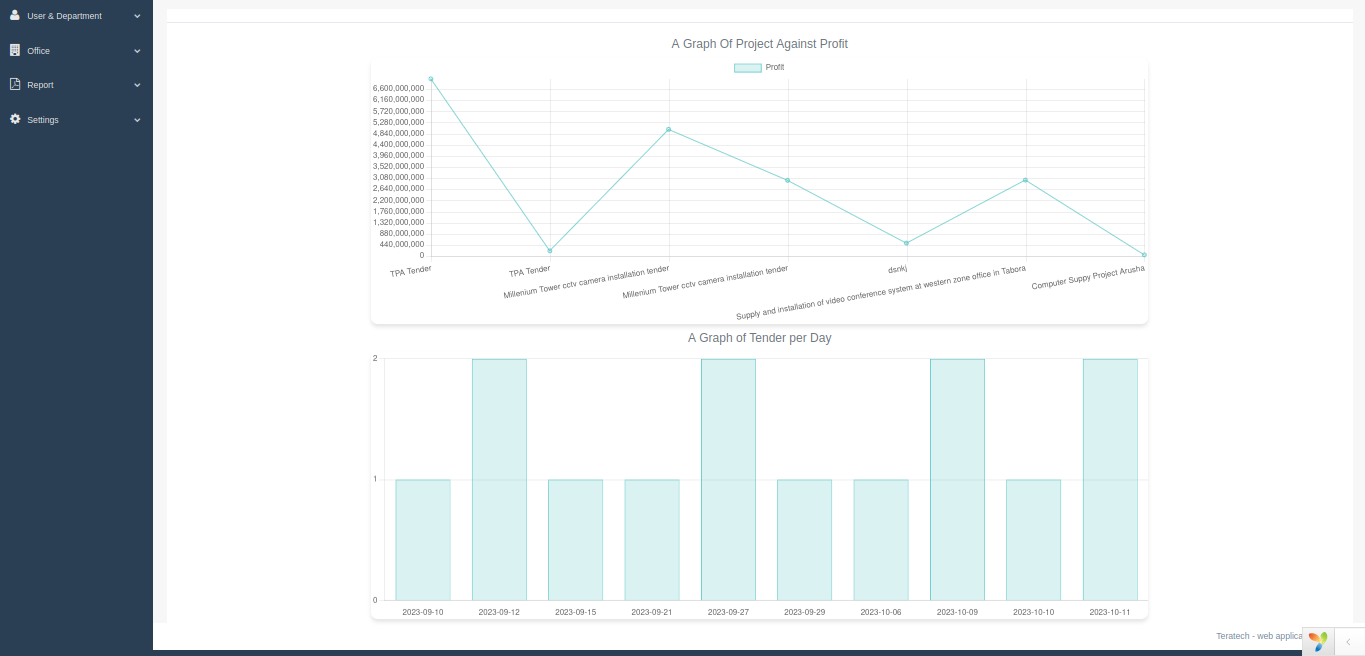 User & Department
Office
Report
Settings
A Graph Of Project Against Profit
Profit
6,600,000,000
6,160,000,000
5,720,000,000
5,280,000,000
4,840,000,000
4,400,000,000
3,960,000,000
3,520,000,000
3,080,000,000
2,640,000,000
2,200,000,000
1,760,000,000
1,320,000,000
880,000,000
440,000,000
0
TPA Tender
TPA Tender
Millenium Tower cctv camera installation tender
Millenium Tower cctv camera installation tender
dsnkj
Supply and installation of video conference system at western zone office in Tabora
Computer Suppy Project Arusha
A Graph of Tender per Day
2
1
0
2023-09-10 2023-09-12 2023-09-15 2023-09-21 2023-09-27 2023-09-29 2023-10-06 2023-10-09 2023-10-10 2023-10-11
Teratech - web applica